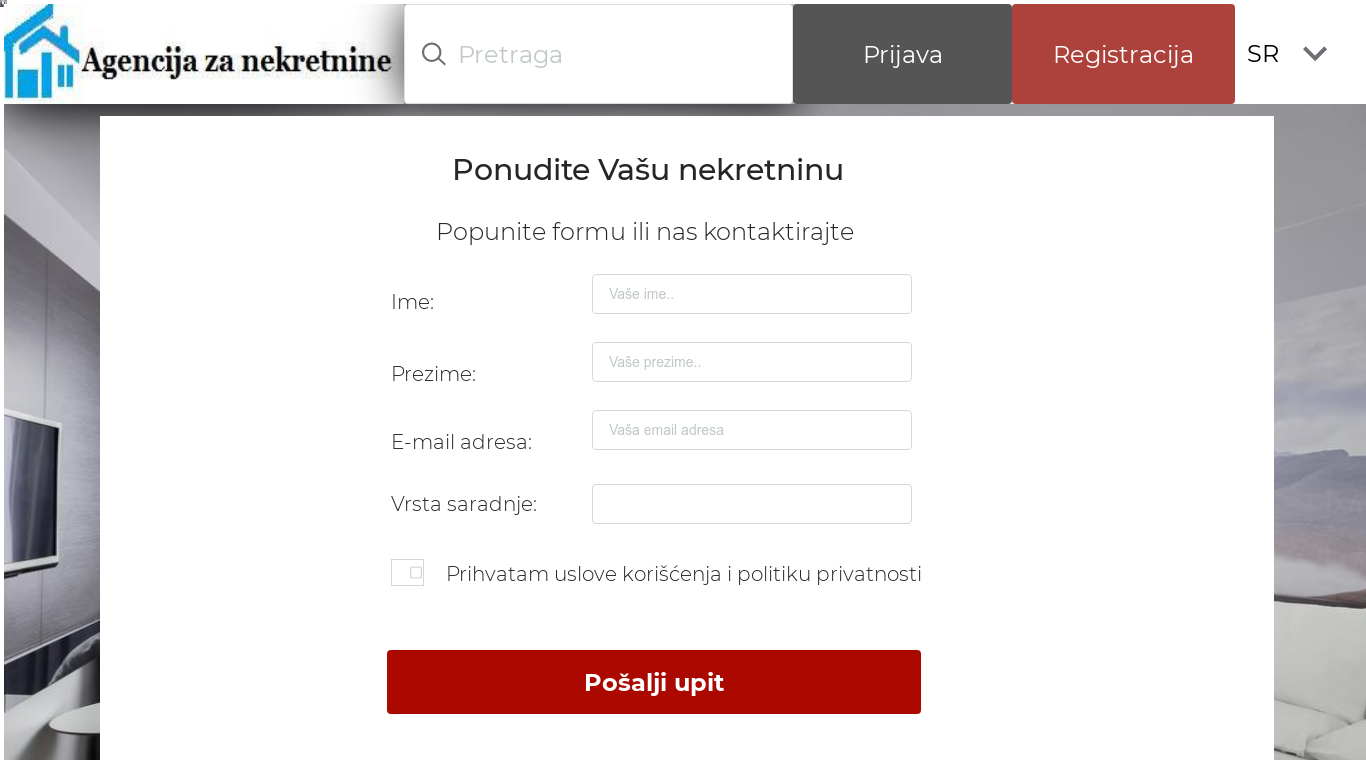 Agencija za nekretnine
Pretraga
Prijava
Registracija
SR
Ponudite Vašu nekretninu
Popunite formu ili nas kontaktirajte
Ime:
Vaše ime..
Prezime:
Vaše prezime..
E-mail adresa:
Vaša email adresa
Vrsta saradnje:
Prihvatam uslove korišćenja i politiku privatnosti
Pošalji upit